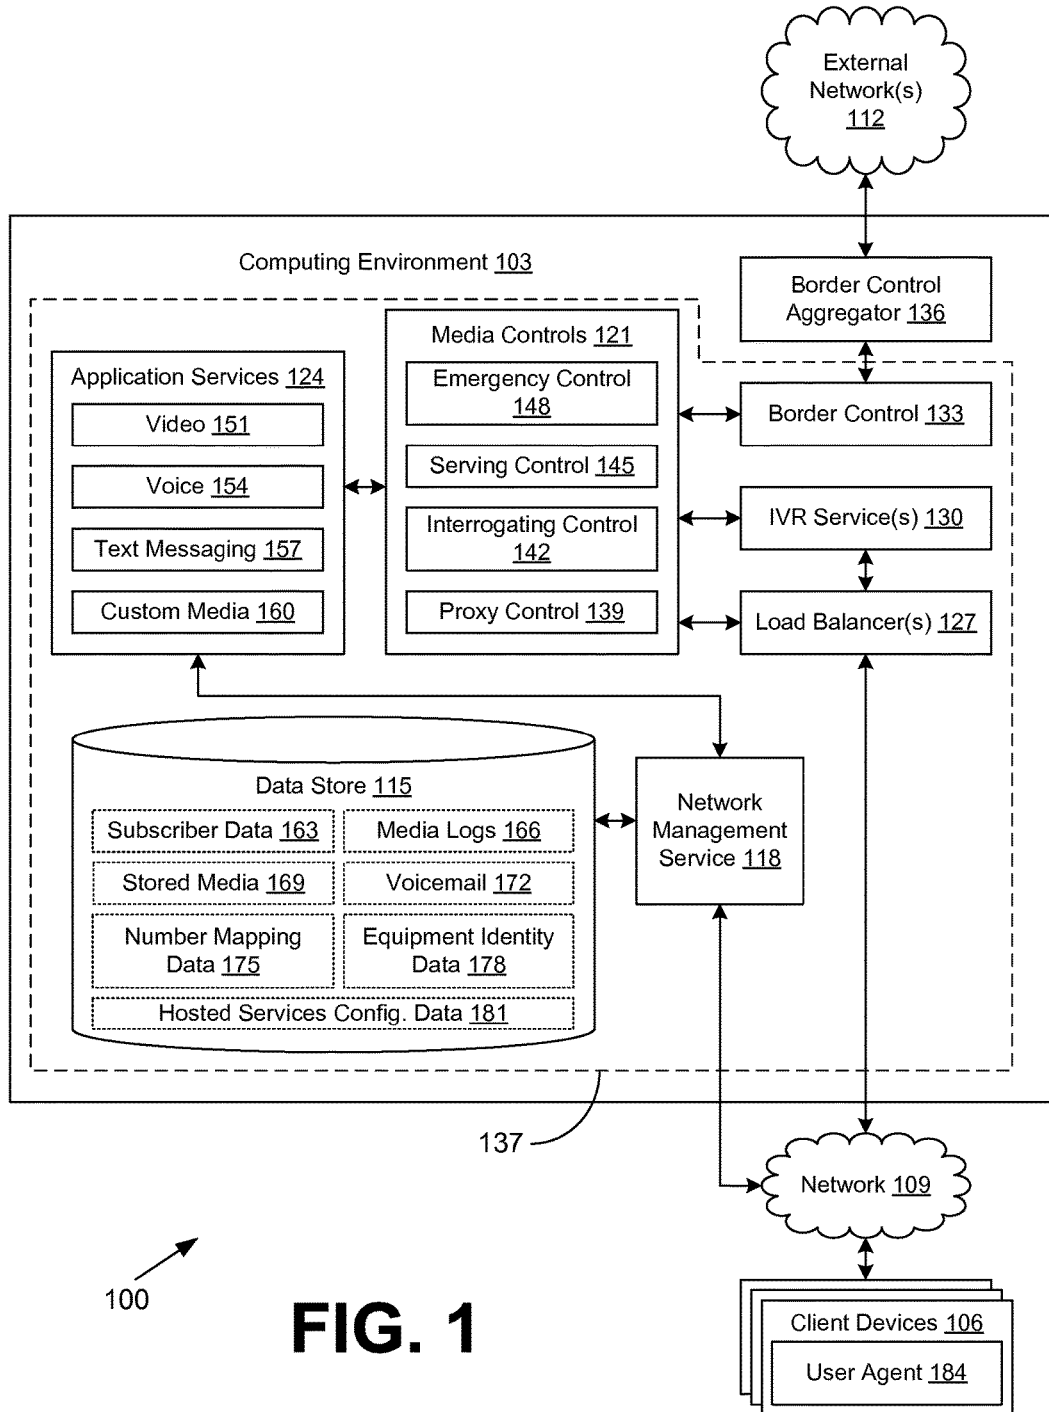 External
Network(s)
112
Computing Environment 103
Border Control
Aggregator 136
Media Controls 121
Application Services 124
Emergency Control
148
Border Control 133
Video 151
Serving Control 145
Voice 154
IVR Service(s) 130
Interrogating Control
142
Text Messaging 157
Custom Media 160
Proxy Control 139
Load Balancer(s) 127
Data Store 115
Network
Management
Service 118
Subscriber Data 163
Media Logs 166
Stored Media 169
Voicemail 172
Number Mapping
Data 175
Equipment Identity
Data 178
Hosted Services Config. Data 181
137
Network 109
100
FIG. 1
Client Devices 106
User Agent 184